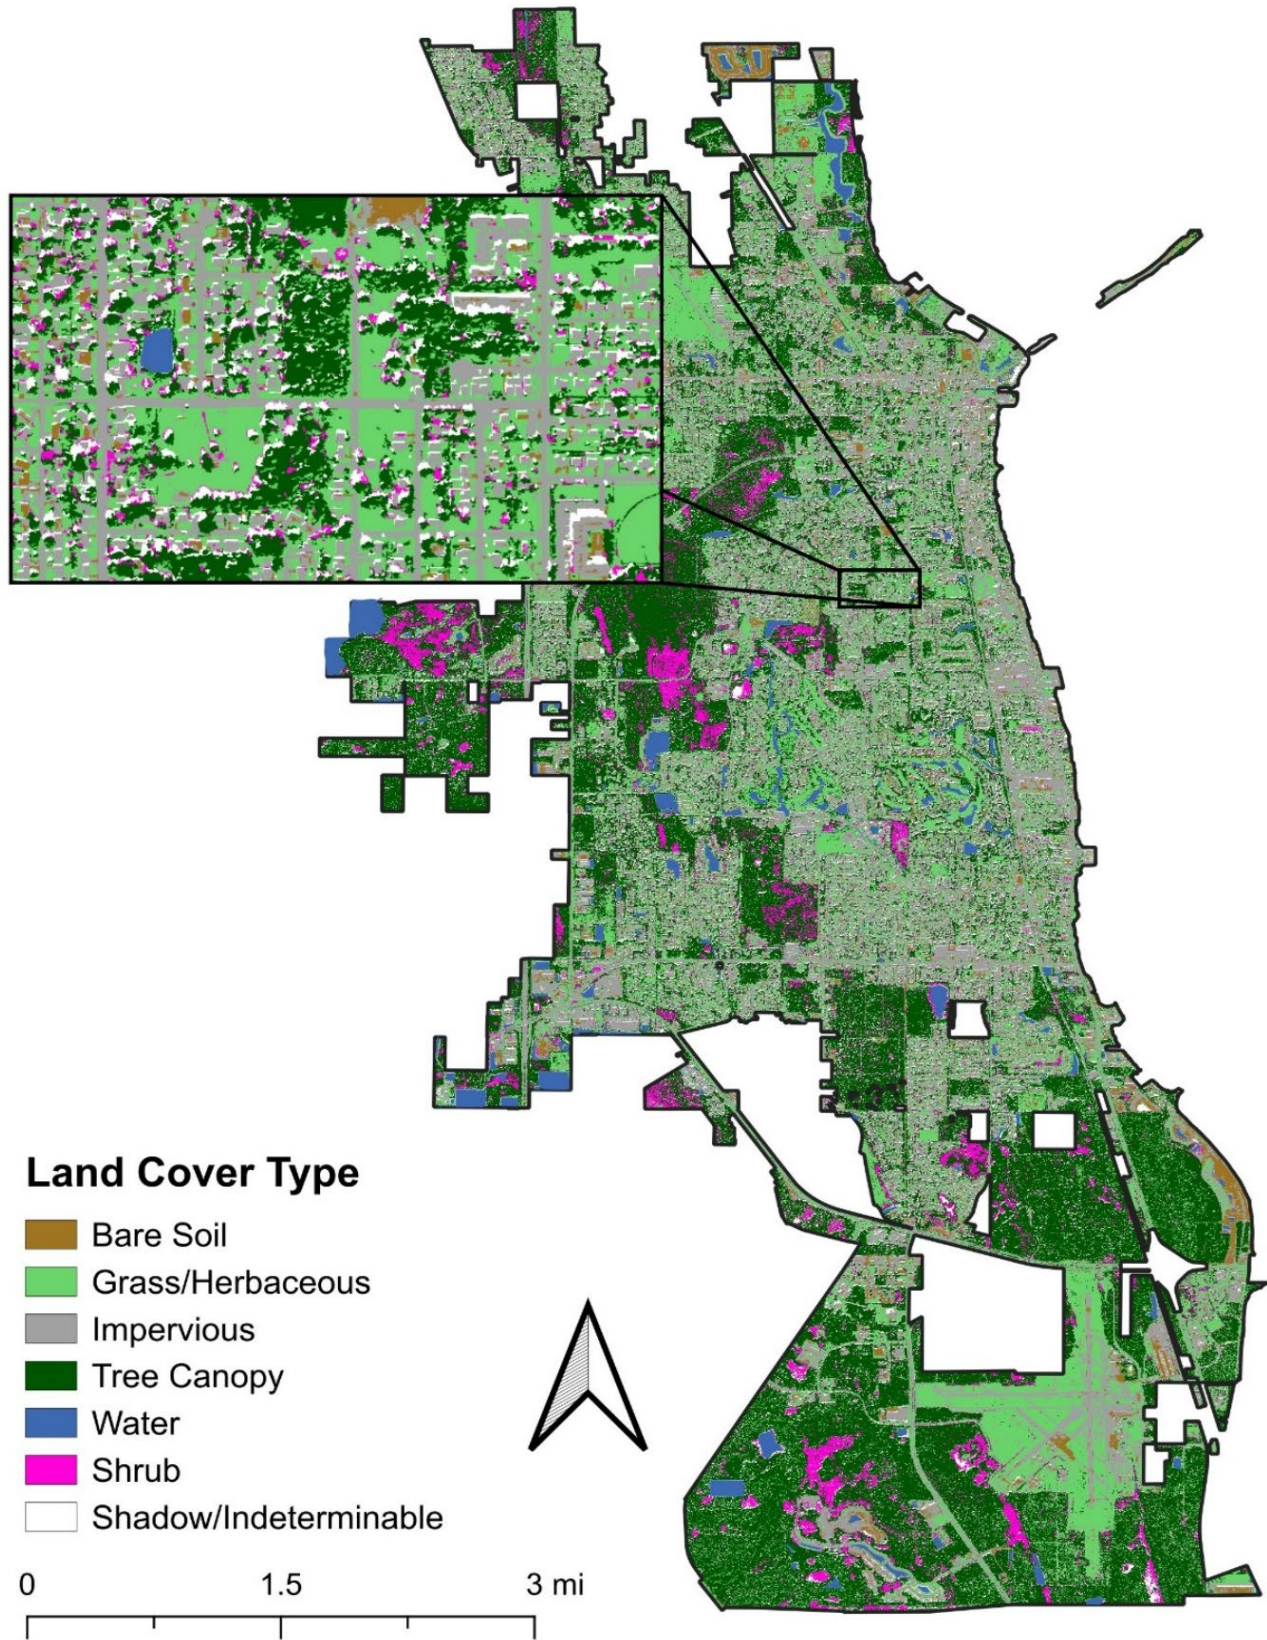 Land Cover Type
Bare Soil
Grass/Herbaceous
Impervious
Tree Canopy
Water
Shrub
Shadow/Indeterminable
0 1.5 3 mi